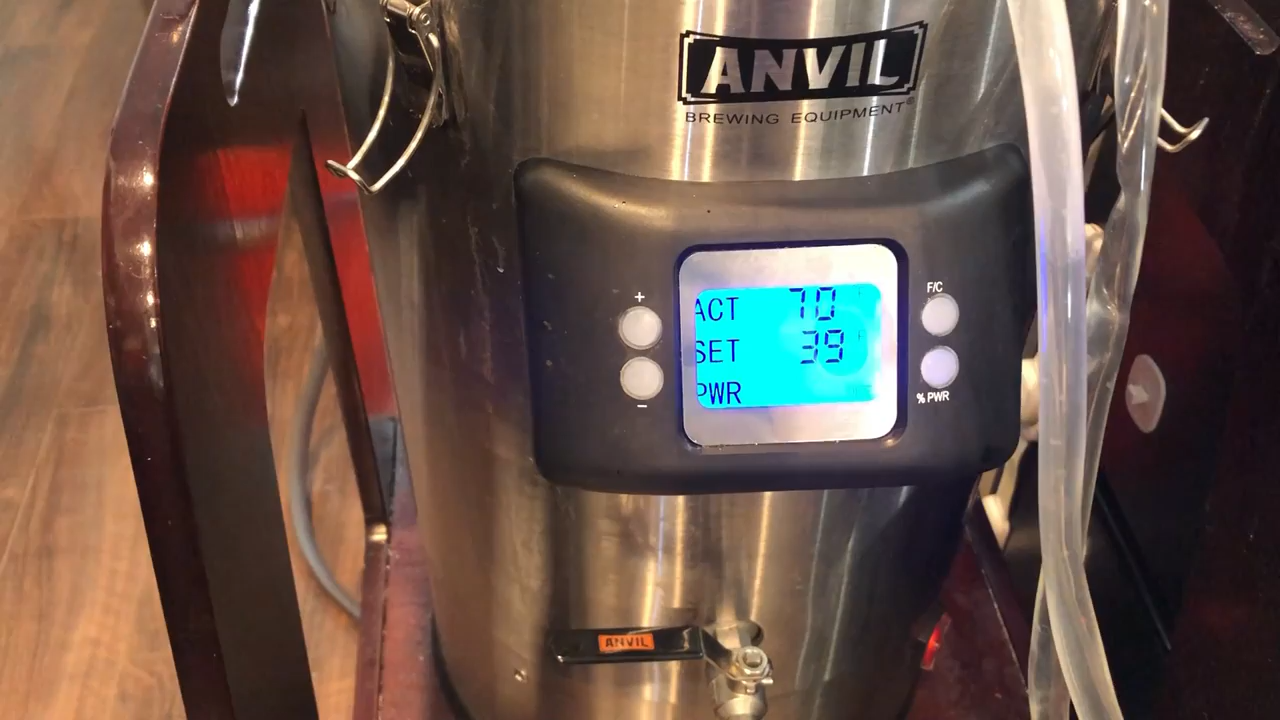 ANVIL
BREWING EQUIPMENT®
+
F/C
ACT 70
SET 39
PWR
−
% PWR
ANVIL